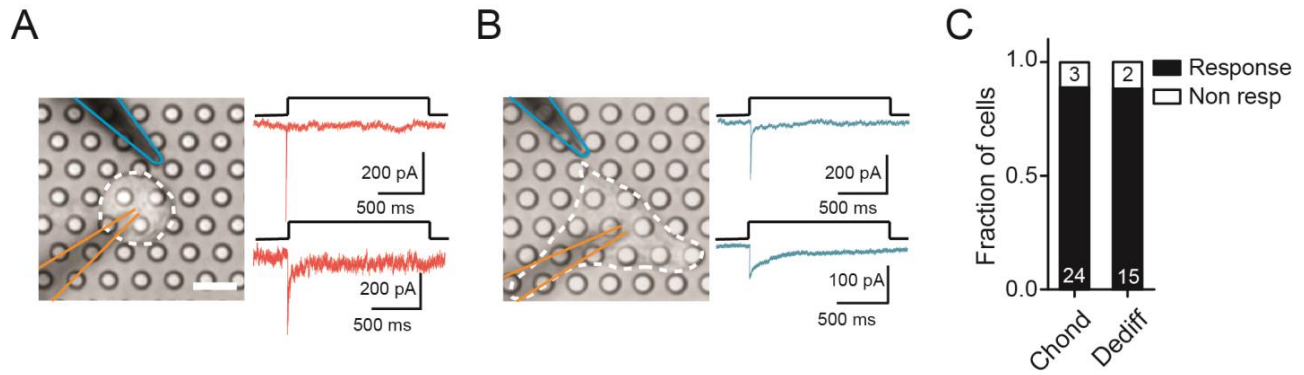 A
B
C
200 pA
500 ms
200 pA
500 ms
200 pA
500 ms
100 pA
500 ms
Fraction of cells
1.0
0.5
0.0
3
2
24
15
Chond
Dediff
Response
Non resp